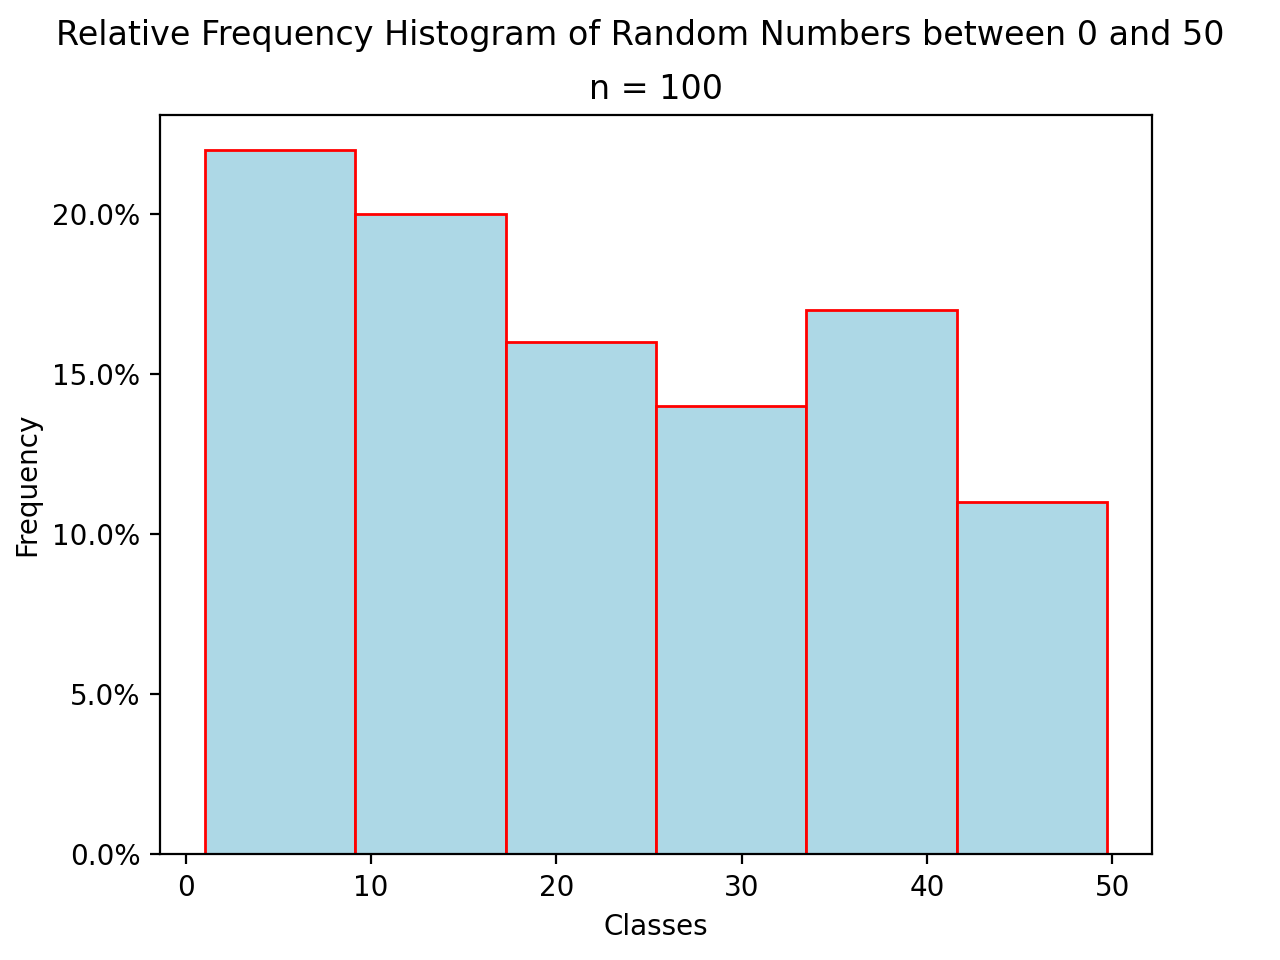 Relative Frequency Histogram of Random Numbers between 0 and 50
n = 100
Frequency
20.0%
15.0%
10.0%
5.0%
0.0%
0 10 20 30 40 50
Classes